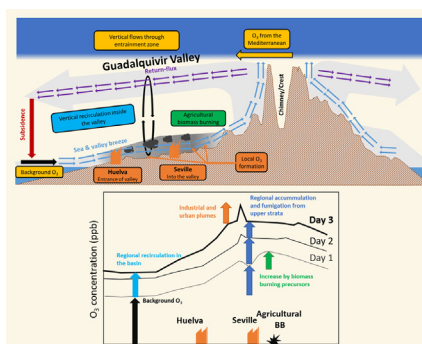 Vertical flows through
entrainment zone
O₃ from the
Mediterranean
Guadalquivir Valley
Return-flux
Chimney/Crest
Subsidence
Vertical recirculation inside
the valley
Agricultural
biomass burning
Sea & valley breeze
Background O₃
Huelva
Entrance of valley
Seville
Into the valley
Local O₃
formation
O₃ concentration (ppb)
Industrial and
urban plumes
Regional accummulation
and fumigation from
upper strata
Day 3
Day 2
Day 1
Regional recirculation in
the basin
Increase by biomass
burning precursors
Background O₃
Huelva
Seville
Agricultural
BB